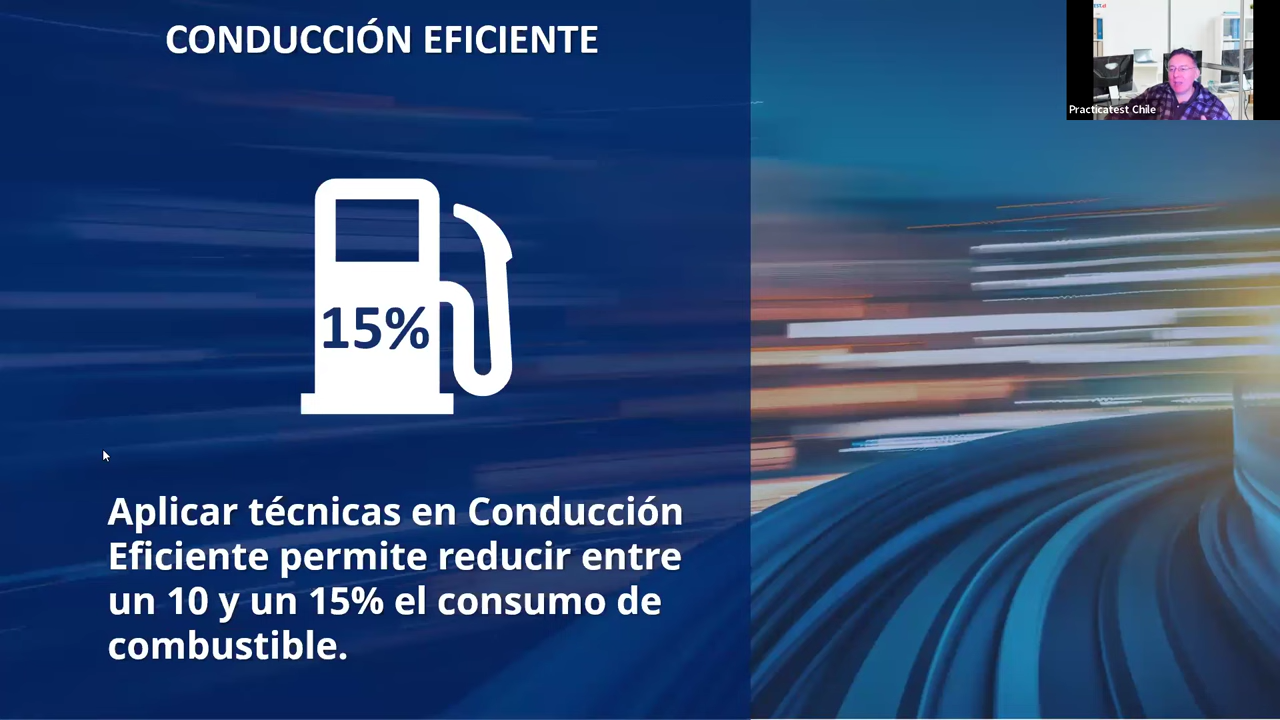 CONDUCCIÓN EFICIENTE
Practicatest Chile
15%
Aplicar técnicas en Conducción
Eficiente permite reducir entre
un 10 y un 15% el consumo de
combustible.